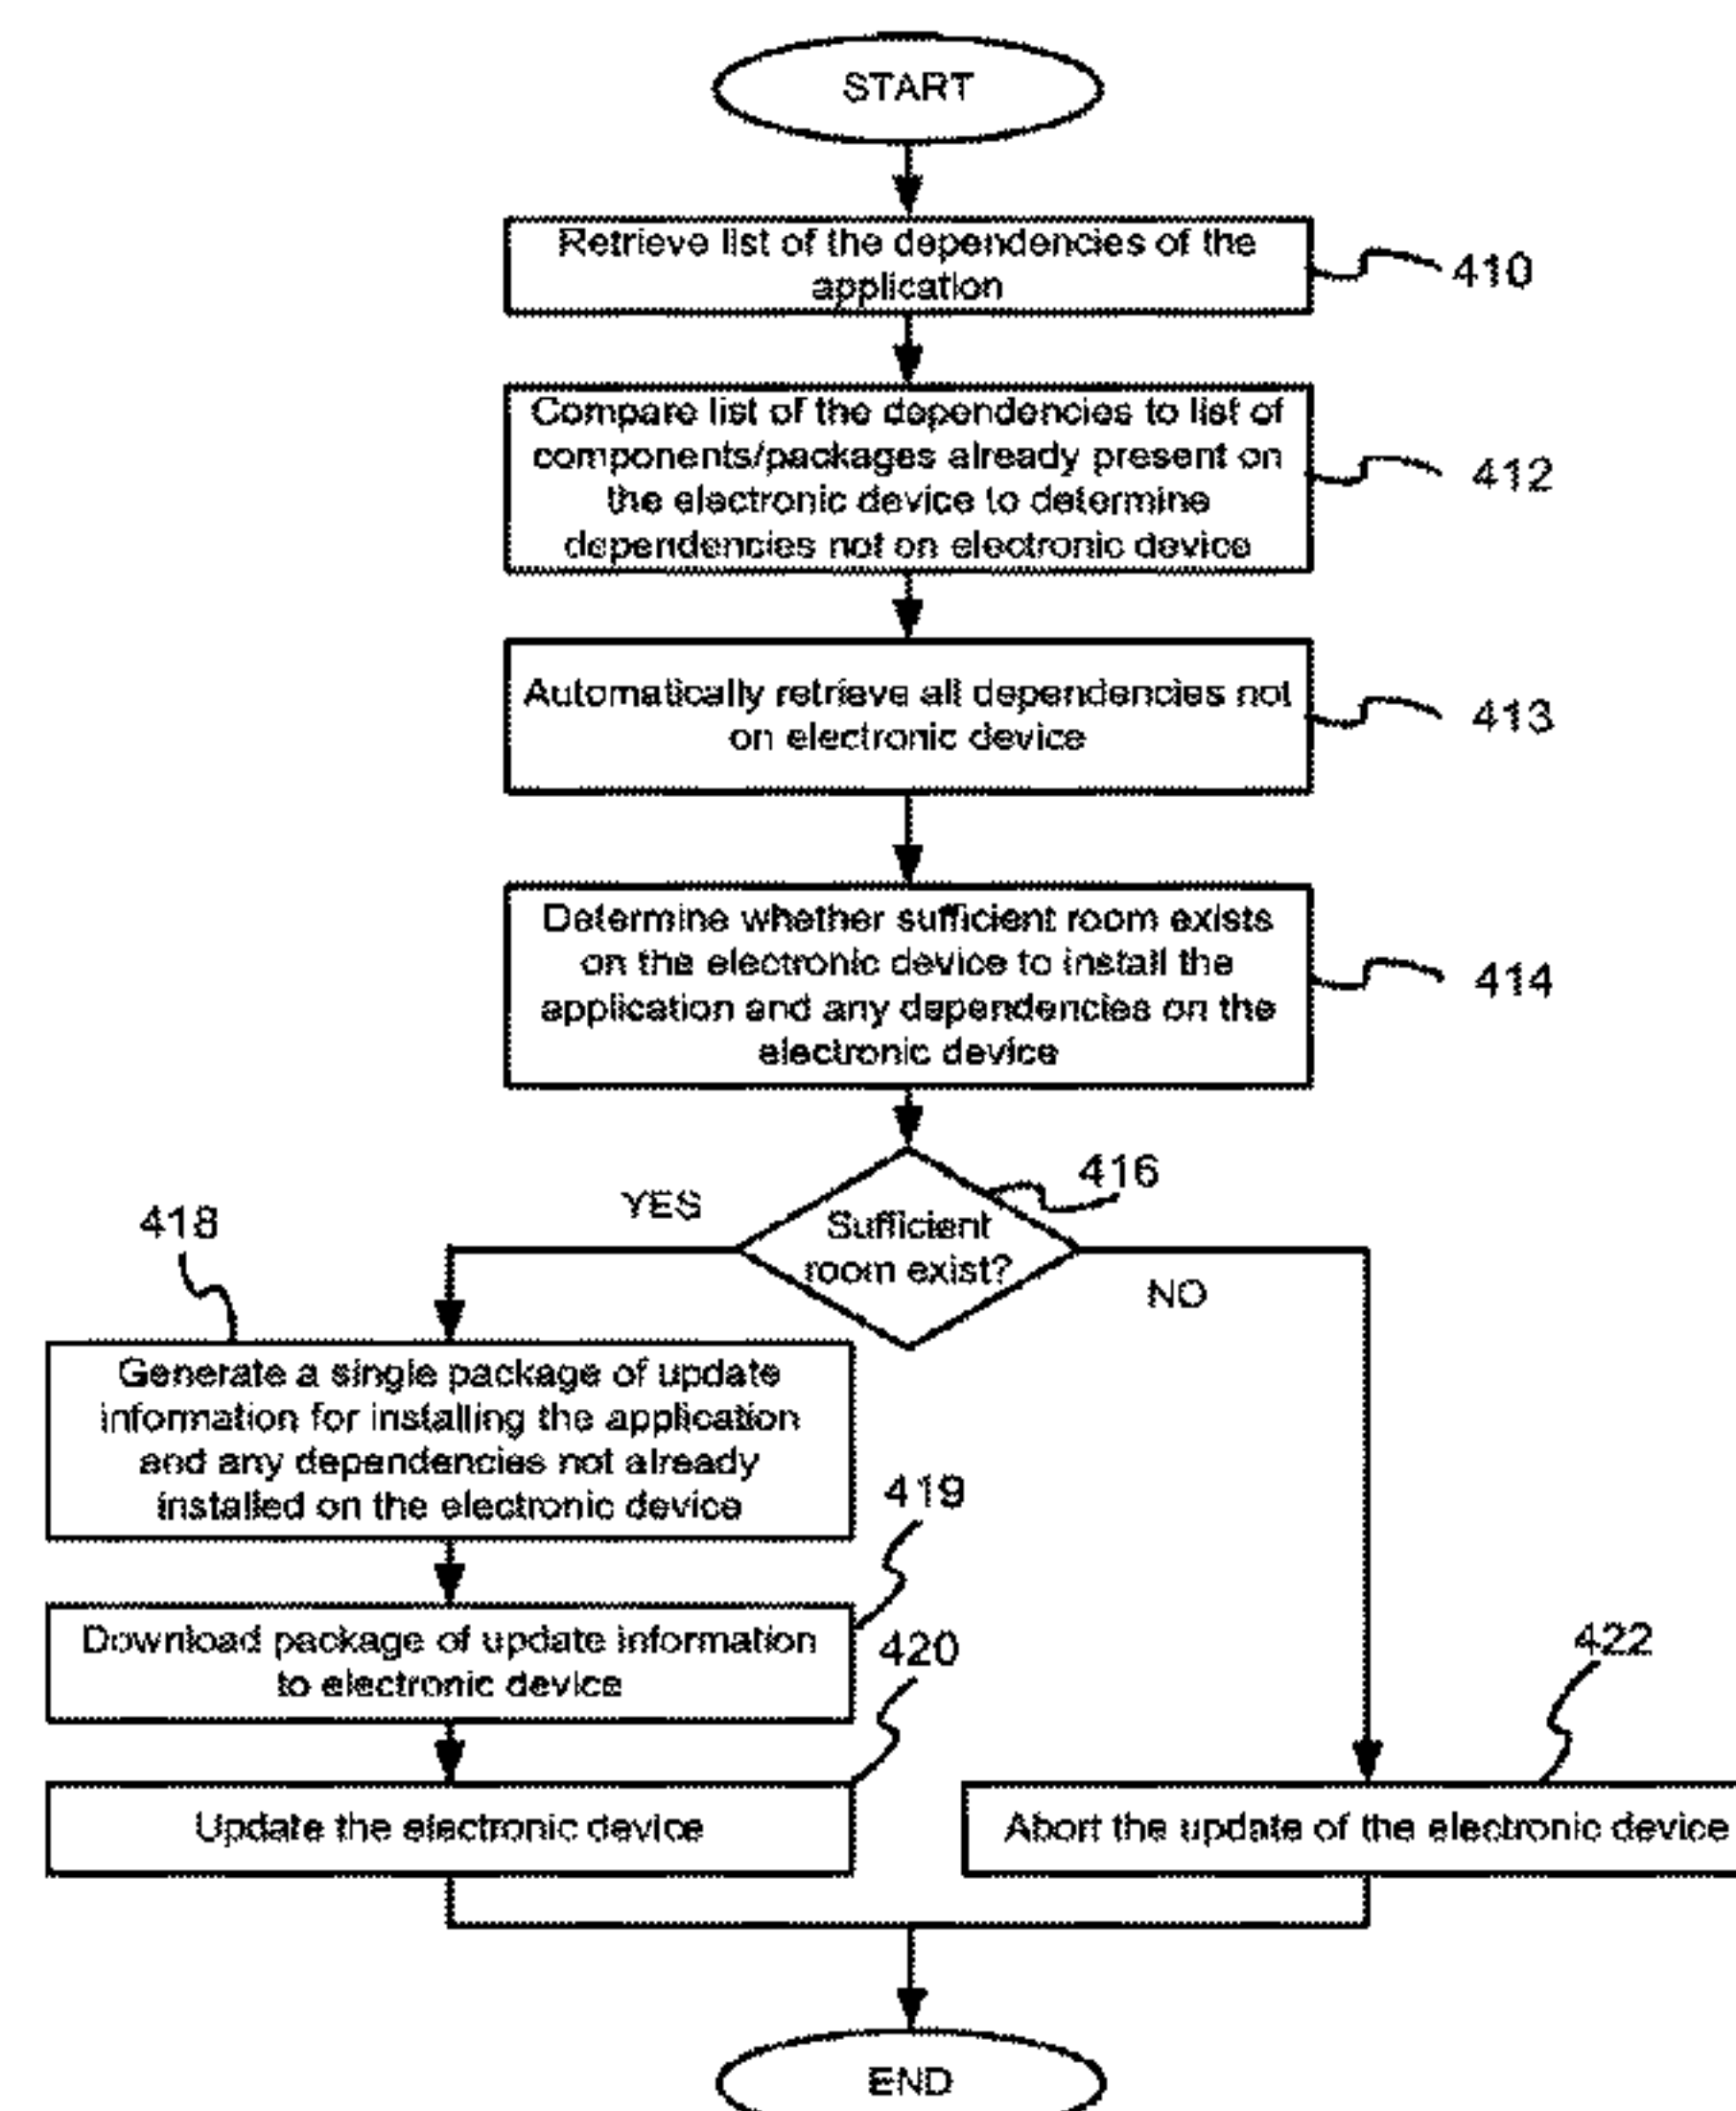 START
Retrieve list of the dependencies of the
application
410
Compare list of the dependencies to list of
components/packages already present on
the electronic device to determine
dependencies not on electronic device
412
Automatically retrieve all dependencies not
on electronic device
413
Determine whether sufficient room exists
on the electronic device to install the
application and any dependencies on the
electronic device
414
416
Sufficient
room exist?
YES
NO
418
Generate a single package of update
information for installing the application
and any dependencies not already
installed on the electronic device
419
Download package of update information
to electronic device
420
Update the electronic device
422
Abort the update of the electronic device
END